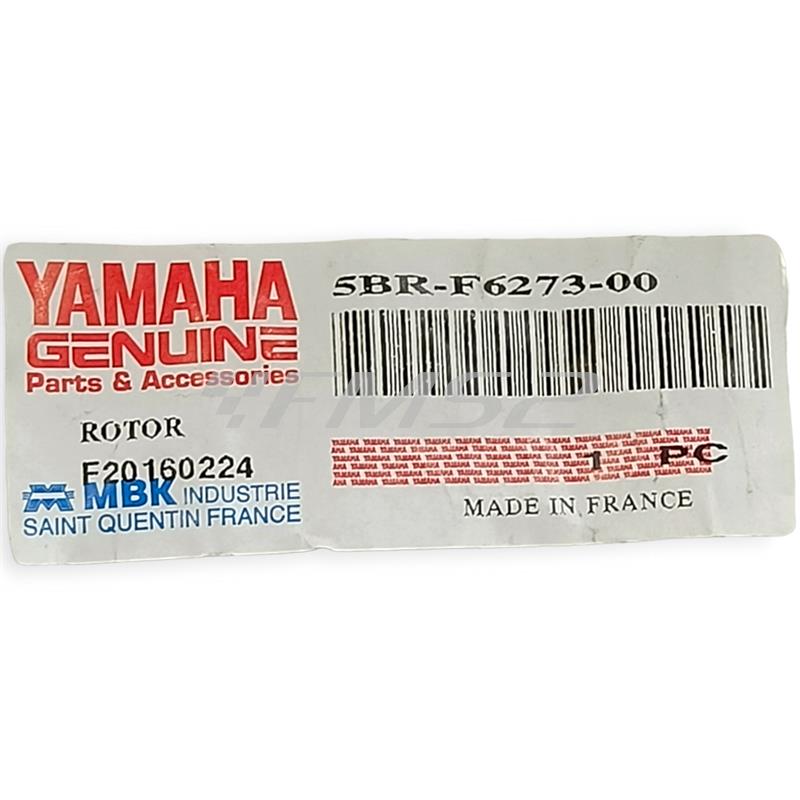 YAMAHA
GENUINE
Parts & Accessories
ROTOR
F20160224
MBK INDUSTRIE
SAINT QUENTIN FRANCE
5BR-F6273-00
1 PC
MADE IN FRANCE
FMS2